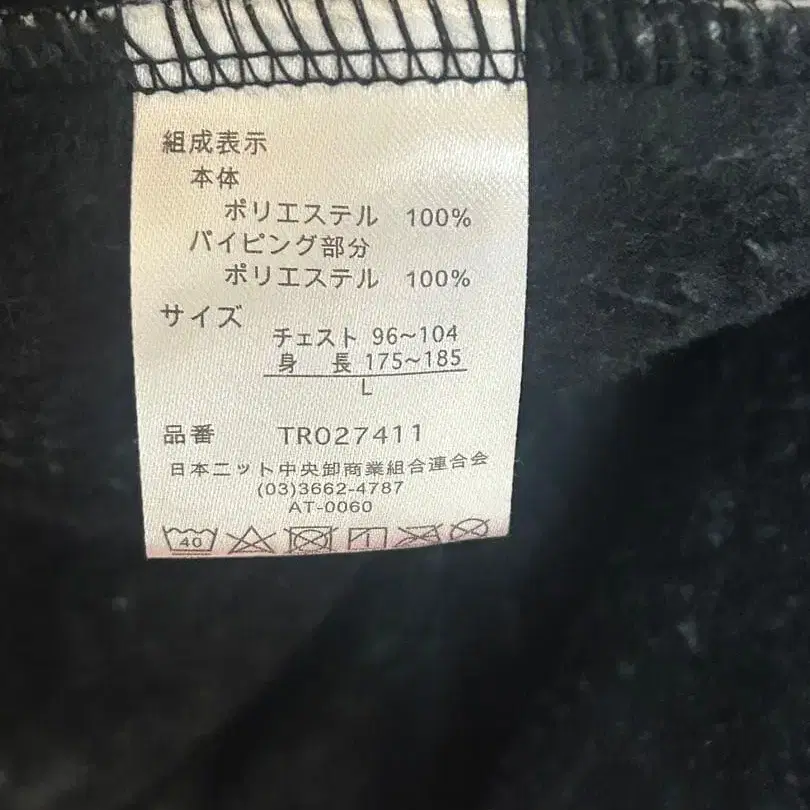 組成表示
本体
ポリエステル 100%
パイピング部分
ポリエステル 100%
サイズ
チェスト 96~104
身 長 175~185
L
品番 TR027411
日本ニット中央卸商業組合連合会
(03)3662-4787
AT-0060
40